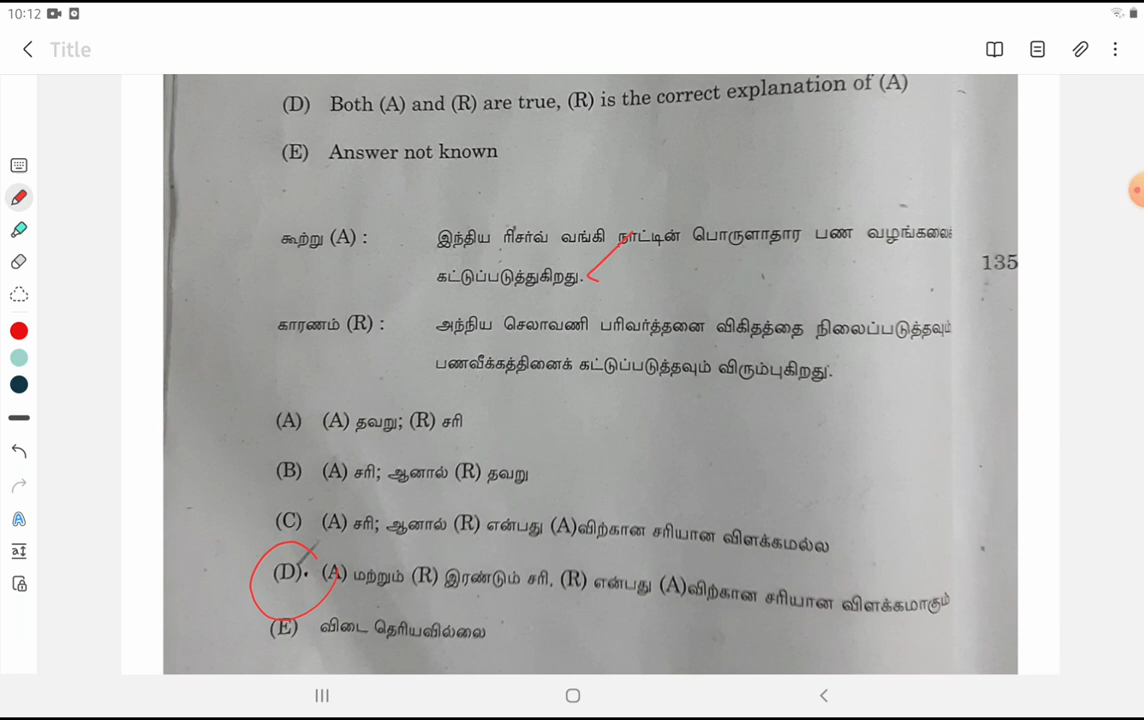 10:12
Title
(D) Both (A) and (R) are true, (R) is the correct explanation of (A)
(E) Answer not known
கூற்று (A) : இந்திய ரிசர்வ் வங்கி நாட்டின் பொருளாதார பண வழங்கலை
கட்டுப்படுத்துகிறது.
135
காரணம் (R) : அந்நிய செலாவணி பரிவர்த்தனை விகிதத்தை நிலைப்படுத்தவும்
பணவீக்கத்தினைக் கட்டுப்படுத்தவும் விரும்புகிறது.
(A) (A) தவறு; (R) சரி
(B) (A) சரி; ஆனால் (R) தவறு
(C) (A) சரி; ஆனால் (R) என்பது (A)விற்கான சரியான விளக்கமல்ல
(D). (A) மற்றும் (R) இரண்டும் சரி, (R) என்பது (A)விற்கான சரியான விளக்கமாகும்
(E) விடை தெரியவில்லை